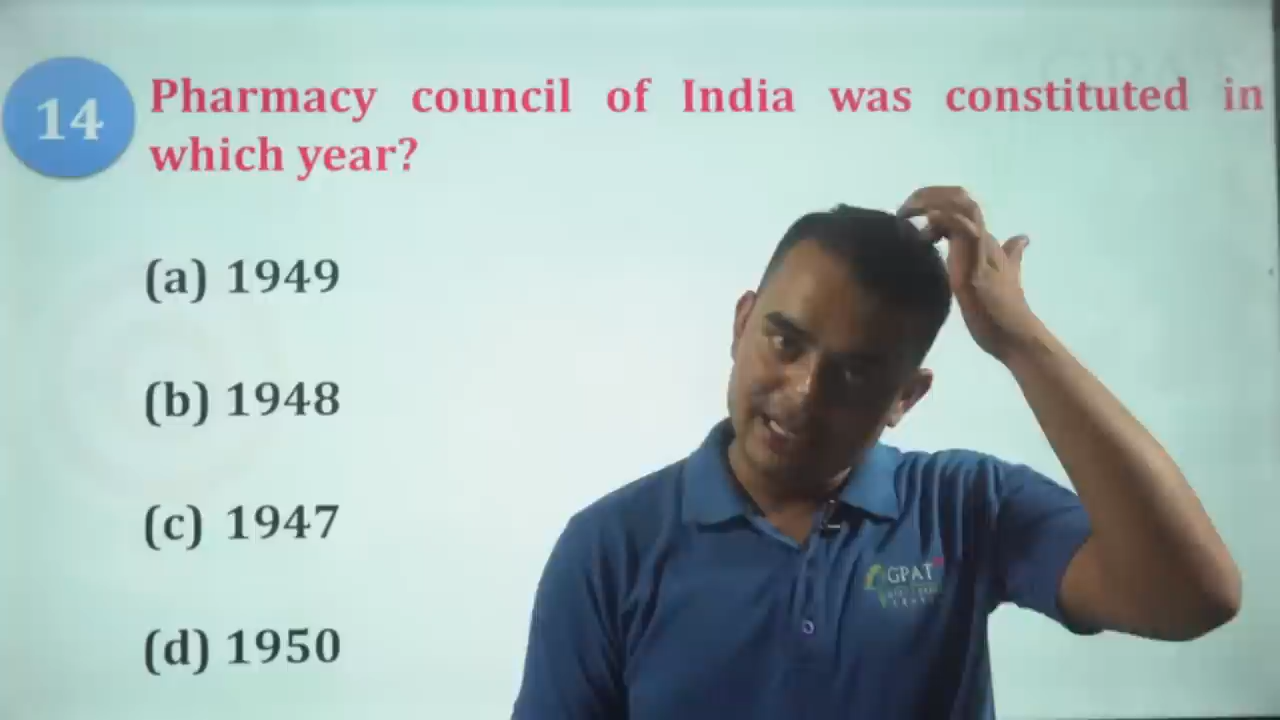 14
Pharmacy council of India was constituted in
which year?
(a) 1949
(b) 1948
(c) 1947
(d) 1950
GPAT